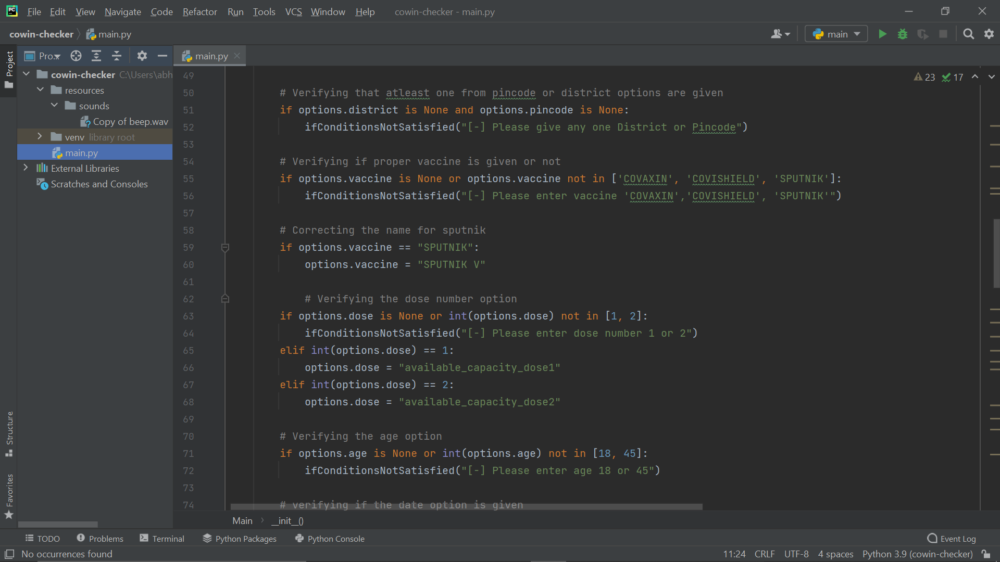 PC File Edit View Navigate Code Refactor Run Tools VCS Window Help cowin-checker - main.py
cowin-checker main.py main
Project
Pro...
cowin-checker C:\Users\abh
resources
sounds
Copy of beep.wav
venv library root
main.py
External Libraries
Scratches and Consoles
Structure
Favorites
main.py
23 17
49
50 # Verifying that atleast one from pincode or district options are given
51 if options.district is None and options.pincode is None:
52 ifConditionsNotSatisfied("[-] Please give any one District or Pincode")
53
54 # Verifying if proper vaccine is given or not
55 if options.vaccine is None or options.vaccine not in ['COVAXIN', 'COVISHIELD', 'SPUTNIK']:
56 ifConditionsNotSatisfied("[-] Please enter vaccine 'COVAXIN','COVISHIELD', 'SPUTNIK'")
57
58 # Correcting the name for sputnik
59 if options.vaccine == "SPUTNIK":
60 options.vaccine = "SPUTNIK V"
61
62 # Verifying the dose number option
63 if options.dose is None or int(options.dose) not in [1, 2]:
64 ifConditionsNotSatisfied("[-] Please enter dose number 1 or 2")
65 elif int(options.dose) == 1:
66 options.dose = "available_capacity_dose1"
67 elif int(options.dose) == 2:
68 options.dose = "available_capacity_dose2"
69
70 # Verifying the age option
71 if options.age is None or int(options.age) not in [18, 45]:
72 ifConditionsNotSatisfied("[-] Please enter age 18 or 45")
73
74 # verifying if the date option is given
Main __init__()
TODO Problems Terminal Python Packages Python Console Event Log
No occurrences found 11:24 CRLF UTF-8 4 spaces Python 3.9 (cowin-checker)